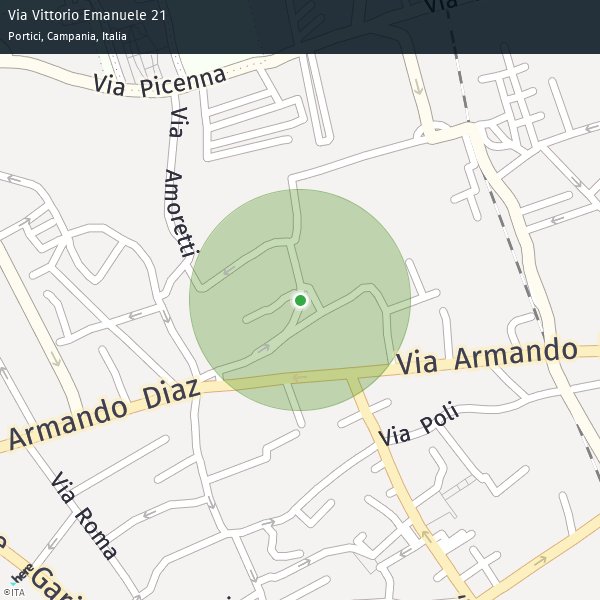 Via Vittorio Emanuele 21
Portici, Campania, Italia
Via
Via Picenna
Via Amoretti
Via Armando
Armando Diaz
Via Poli
Via Roma
Gari
here
©ITA